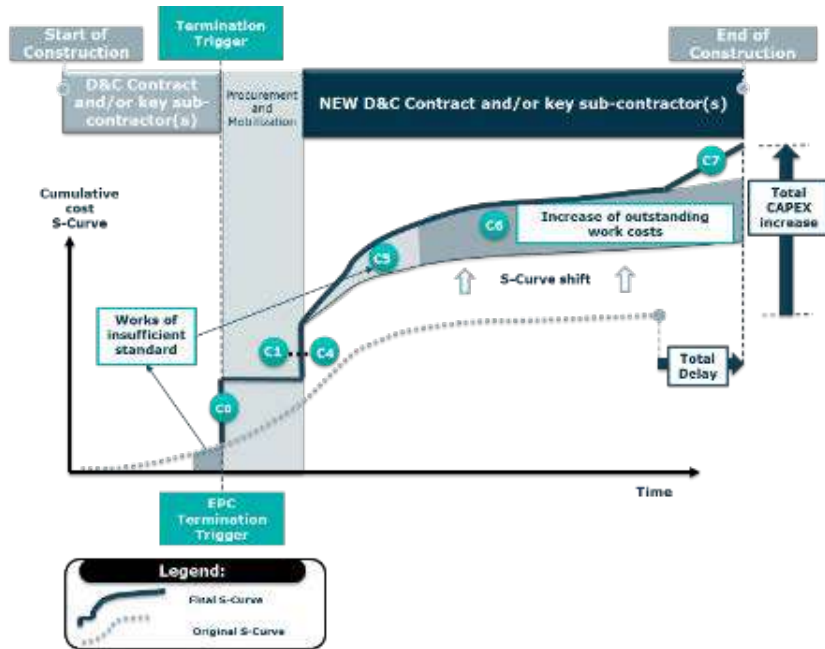 Termination
Trigger
Start of
Construction
End of
Construction
D&C Contract
and/or key sub-
contractor(s)
Procurement
and
Mobilization
NEW D&C Contract and/or key sub-contractor(s)
C7
Cumulative
cost
S-Curve
Total
CAPEX
increase
C6
Increase of outstanding
work costs
C5
S-Curve shift
Works of
insufficient
standard
C1
C4
Total
Delay
C0
Time
EPC
Termination
Trigger
Legend:
Final S-Curve
Original S-Curve